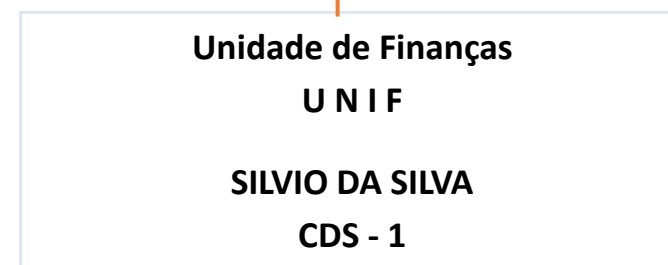 Unidade de Finanças
U N I F
SILVIO DA SILVA
CDS - 1